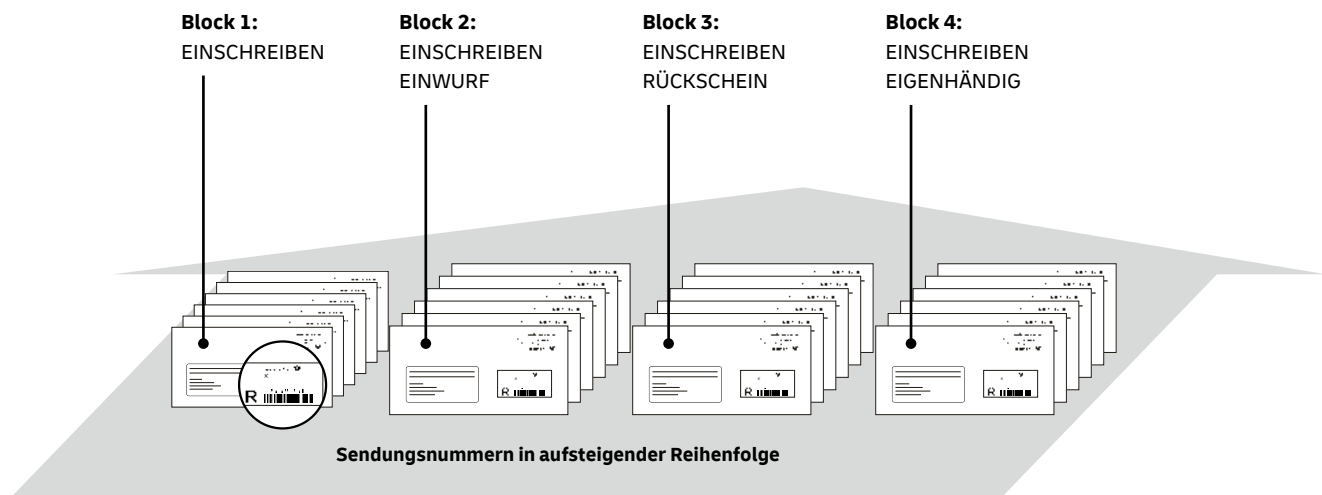 Block 1:
EINSCHREIBEN
Block 2:
EINSCHREIBEN
EINWURF
Block 3:
EINSCHREIBEN
RÜCKSCHEIN
Block 4:
EINSCHREIBEN
EIGENHÄNDIG
R
R
R
R
Sendungsnummern in aufsteigender Reihenfolge